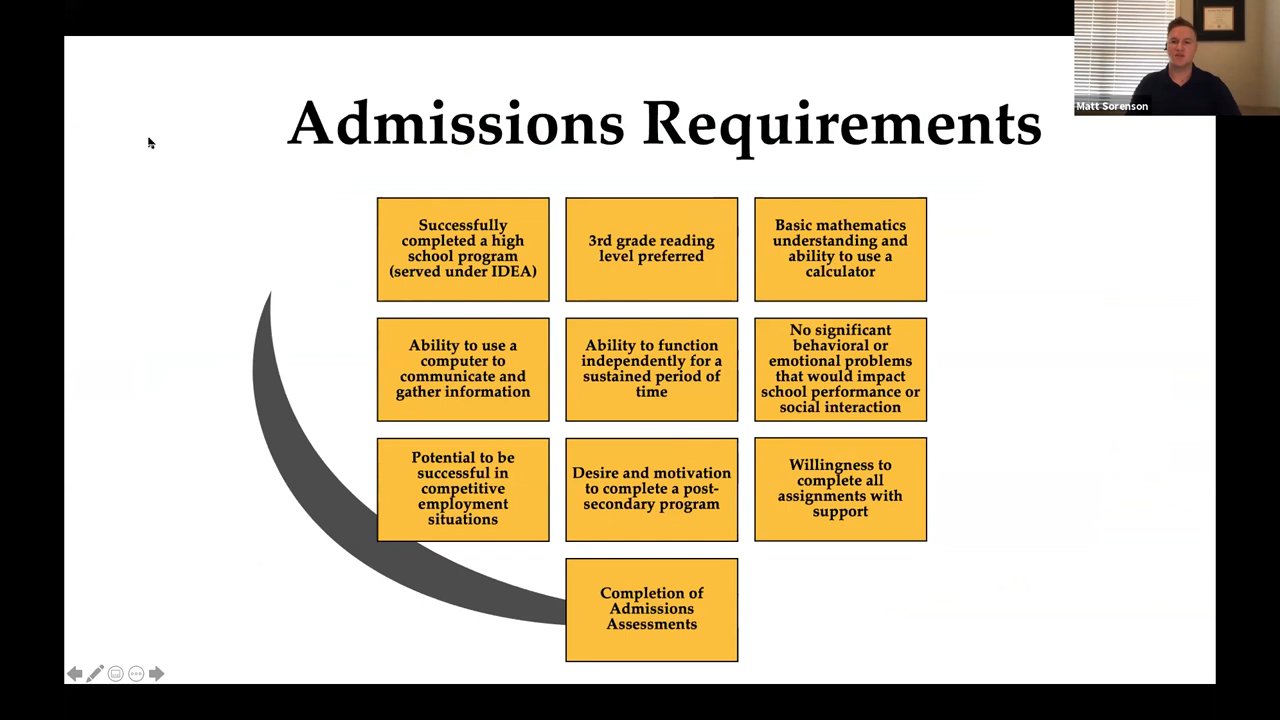 Matt Sorenson
Admissions Requirements
Successfully
completed a high
school program
(served under IDEA)
3rd grade reading
level preferred
Basic mathematics
understanding and
ability to use a
calculator
Ability to use a
computer to
communicate and
gather information
Ability to function
independently for a
sustained period of
time
No significant
behavioral or
emotional problems
that would impact
school performance or
social interaction
Potential to be
successful in
competitive
employment
situations
Desire and motivation
to complete a post-
secondary program
Willingness to
complete all
assignments with
support
Completion of
Admissions
Assessments